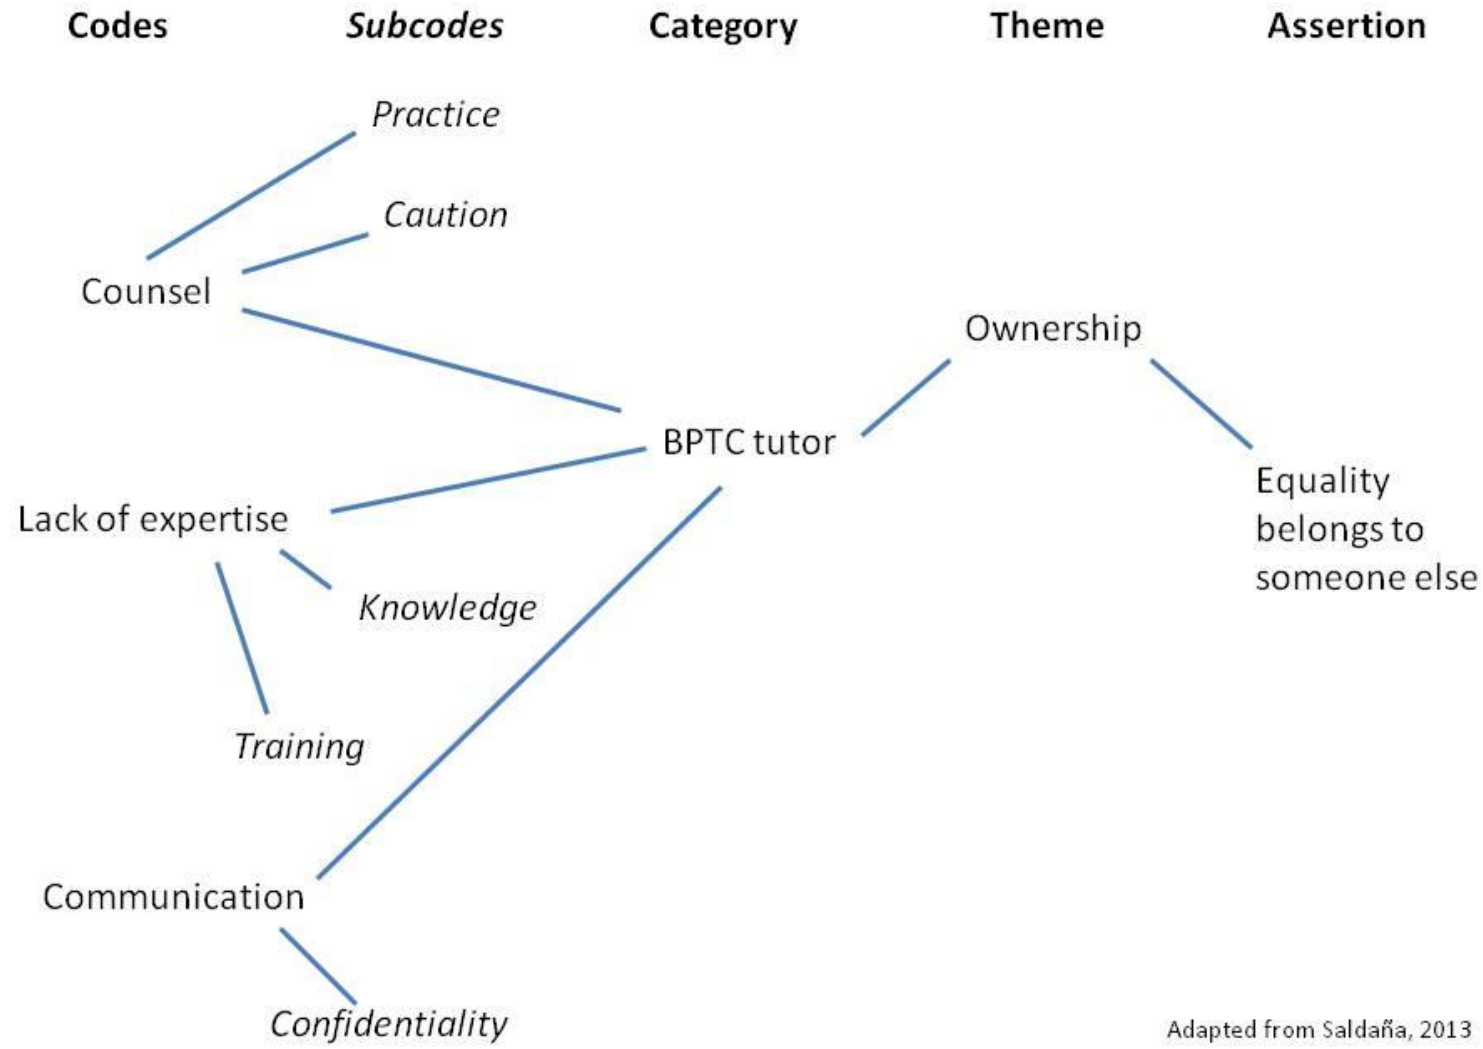 Codes Subcodes Category Theme Assertion
Practice
Caution
Counsel
Ownership
BPTC tutor
Equality
belongs to
someone else
Lack of expertise
Knowledge
Training
Communication
Confidentiality
Adapted from Saldaña, 2013